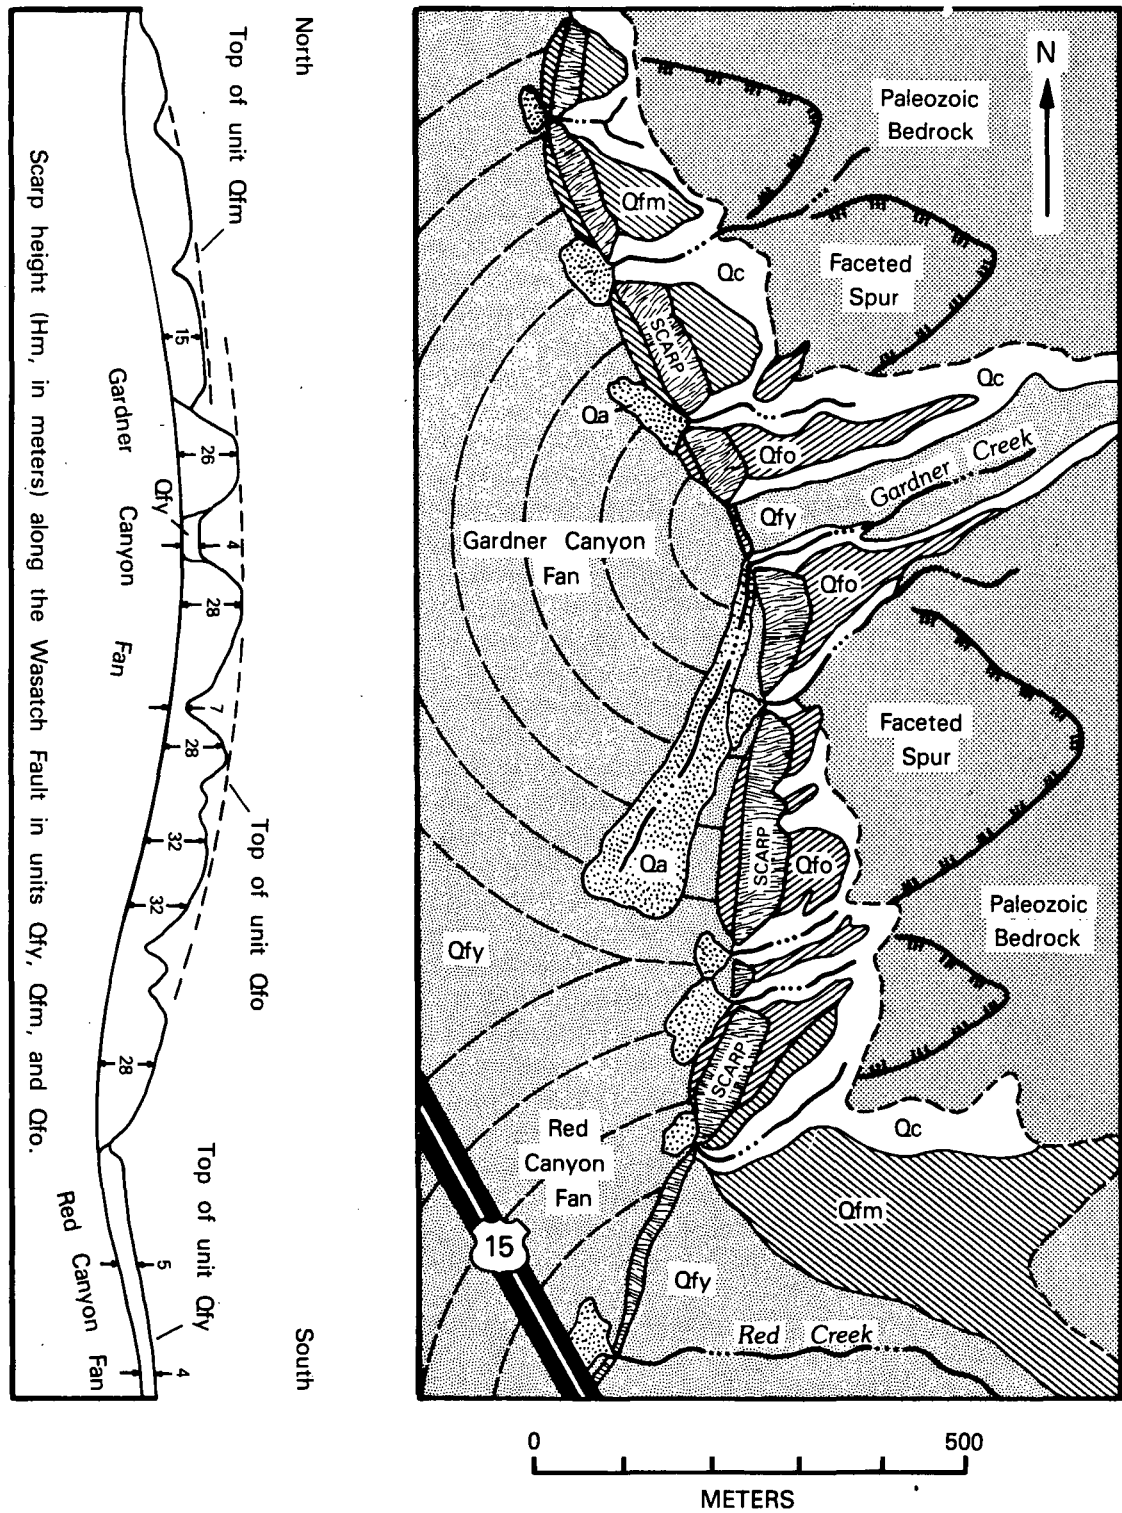 North
South
Top of unit Qfm
Top of unit Qfo
Top of unit Qfy
15
26
4
28
7
28
32
32
28
5
4
Qfy
Gardner Canyon Fan
Red Canyon Fan
Scarp height (Hm, in meters) along the Wasatch Fault in units Qfy, Qfm, and Qfo.
N
Paleozoic
Bedrock
Qfm
Qc
Faceted
Spur
SCARP
Qc
Qa
Qfo
Gardner Creek
Qfy
Gardner Canyon
Fan
Qfo
Faceted
Spur
SCARP
Qa
Qfo
Paleozoic
Bedrock
Qfy
SCARP
Red
Canyon
Fan
Qc
Qfm
15
Qfy
Red Creek
0
500
METERS